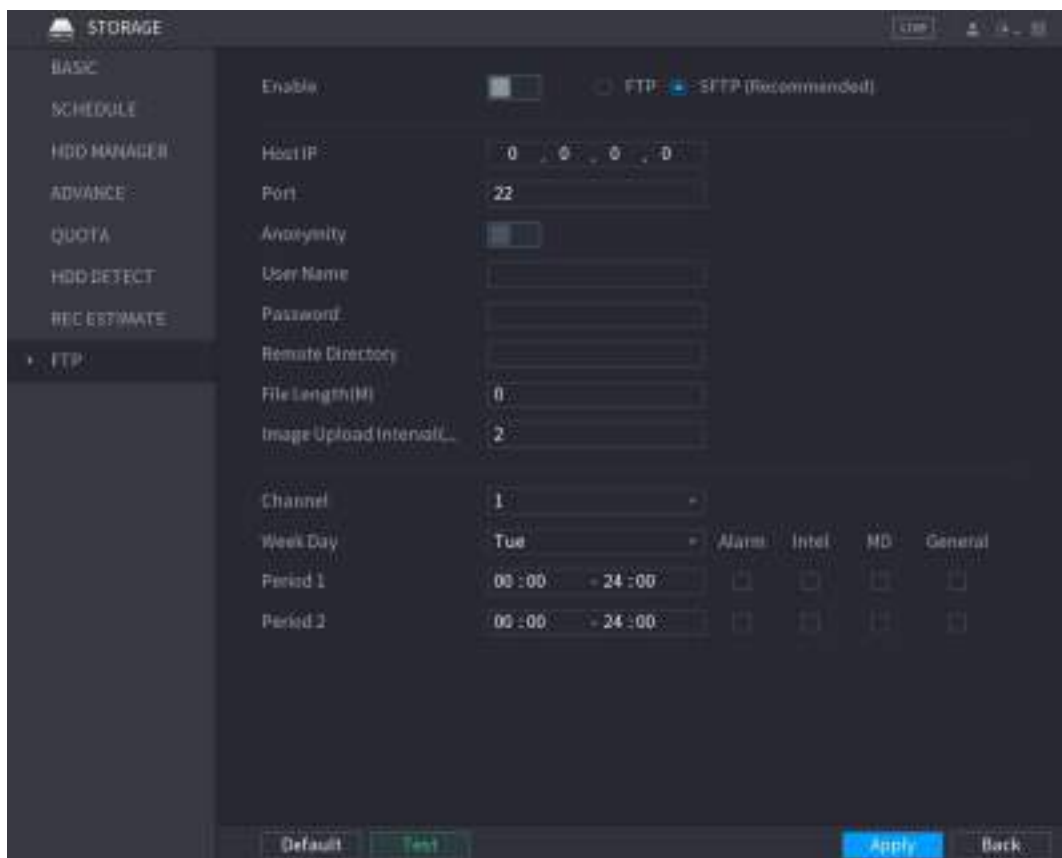 STORAGE
LIVE
BASIC
SCHEDULE
HDD MANAGER
ADVANCE
QUOTA
HDD DETECT
REC ESTIMATE
FTP
Enable FTP SFTP (Recommended)
Host IP 0 . 0 . 0 . 0
Port 22
Anonymity
User Name
Password
Remote Directory
File Length(M) 0
Image Upload Interval(... 2
Channel 1
Week Day Tue Alarm Intel MD General
Period 1 00 : 00 - 24 : 00
Period 2 00 : 00 - 24 : 00
Default Test Apply Back